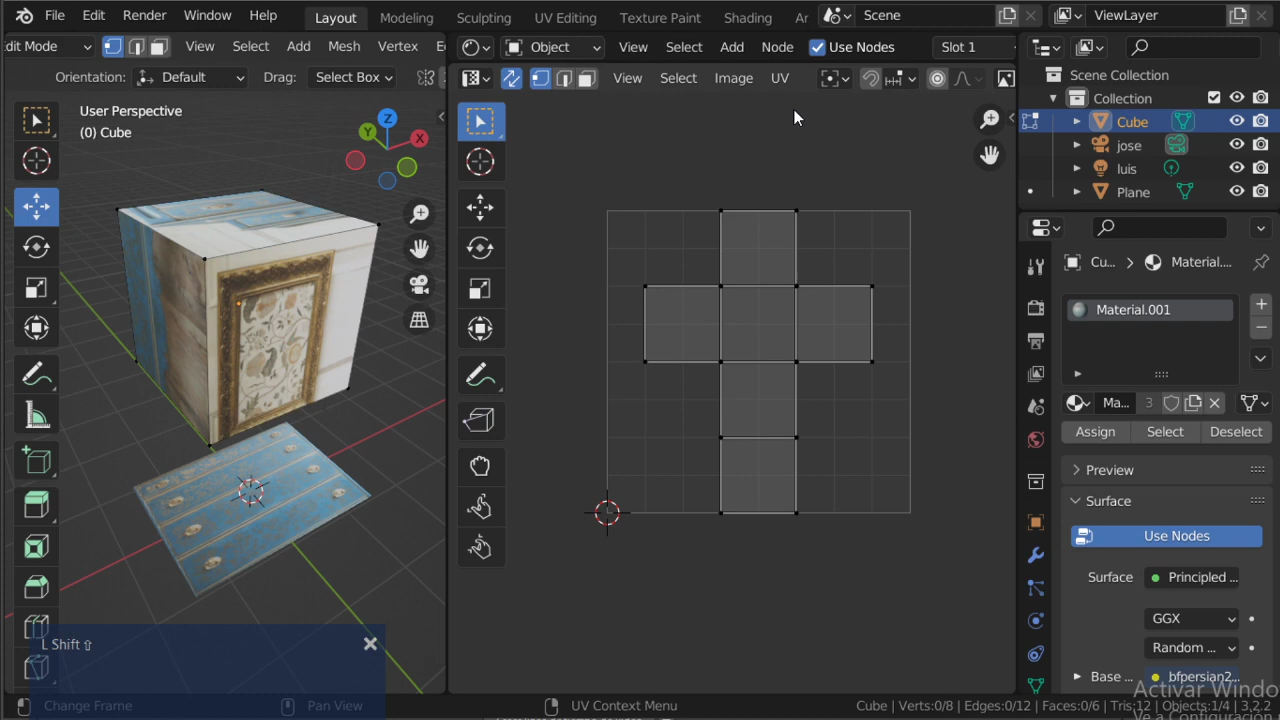 File Edit Render Window Help Layout Modeling Sculpting UV Editing Texture Paint Shading Scene ViewLayer
dit Mode View Select Add Mesh Vertex Object View Select Add Node Use Nodes Slot 1
Orientation: Default Drag: Select Box View Select Image UV
User Perspective
(0) Cube
Z
Y
X
L Shift ⇧
Scene Collection
Collection
Cube
jose
luis
Plane
Cu... > Material....
Material.001
Ma... 3
Assign Select Deselect
Preview
Surface
Use Nodes
Surface Principled ...
GGX
Random ...
Base ... bfpersian2...
Activar Windo
Change Frame Pan View UV Context Menu Cube | Verts:0/8 | Edges:0/12 | Faces:0/6 | Tris:12 | Objects:1/4 | 3.2.2